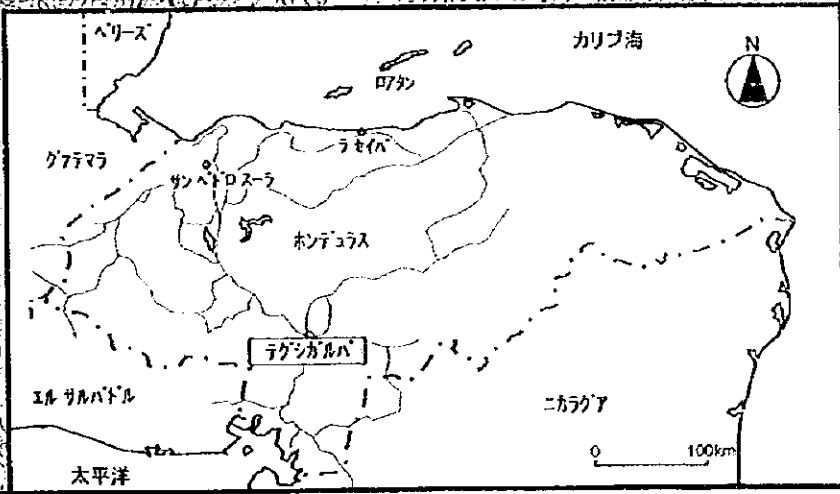 ベリーズ
カリブ海
N
ロアタン
ラ セイバ
グアテマラ
サン ペドロ スーラ
ホンデュラス
テグシガルパ
エル サルバドル
ニカラグア
0 100km
太平洋